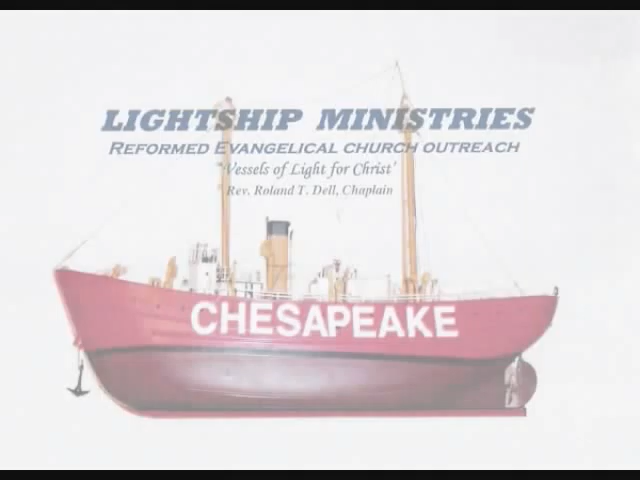 LIGHTSHIP MINISTRIES
REFORMED EVANGELICAL CHURCH OUTREACH
'Vessels of Light for Christ'
Rev. Roland T. Dell, Chaplain
CHESAPEAKE